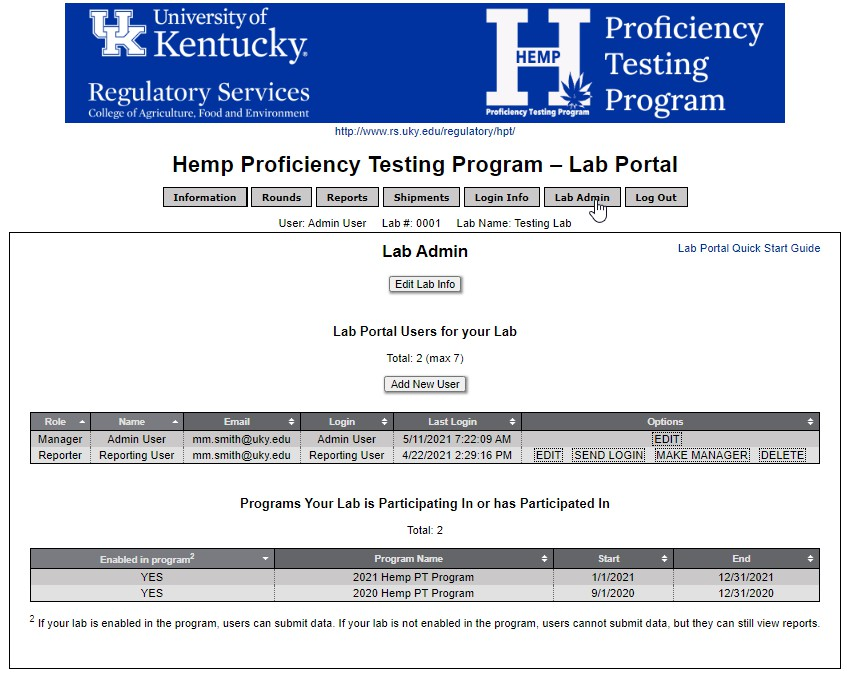 University of
Kentucky.
Regulatory Services
College of Agriculture, Food and Environment
HEMP
Proficiency Testing Program
Proficiency
Testing
Program
http://www.rs.uky.edu/regulatory/hpt/
Hemp Proficiency Testing Program – Lab Portal
Information Rounds Reports Shipments Login Info Lab Admin Log Out
User: Admin User Lab #: 0001 Lab Name: Testing Lab
Lab Admin
Lab Portal Quick Start Guide
Edit Lab Info
Lab Portal Users for your Lab
Total: 2 (max 7)
Add New User
Role Name Email Login Last Login Options
Manager Admin User mm.smith@uky.edu Admin User 5/11/2021 7:22:09 AM EDIT
Reporter Reporting User mm.smith@uky.edu Reporting User 4/22/2021 2:29:16 PM EDIT SEND LOGIN MAKE MANAGER DELETE
Programs Your Lab is Participating In or has Participated In
Total: 2
Enabled in program2 Program Name Start End
YES 2021 Hemp PT Program 1/1/2021 12/31/2021
YES 2020 Hemp PT Program 9/1/2020 12/31/2020
2 If your lab is enabled in the program, users can submit data. If your lab is not enabled in the program, users cannot submit data, but they can still view reports.